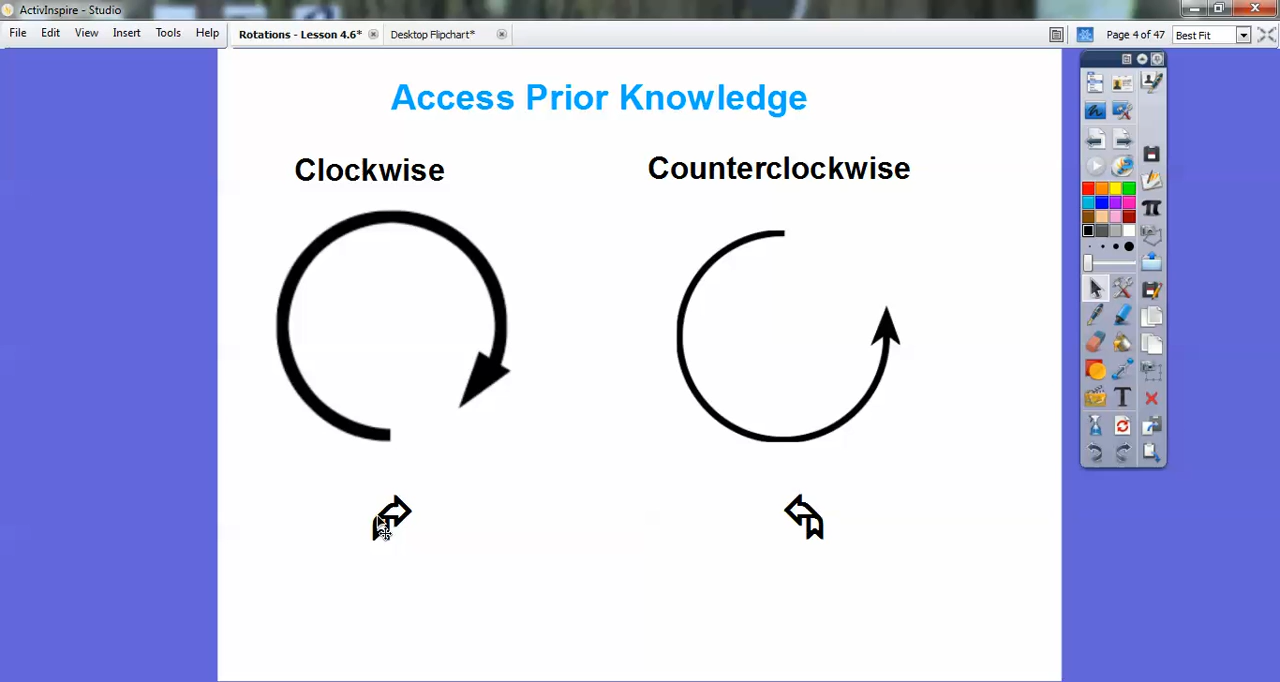 ActivInspire - Studio
File Edit View Insert Tools Help
Rotations - Lesson 4.6* Desktop Flipchart*
Page 4 of 47 Best Fit
Access Prior Knowledge
Clockwise Counterclockwise